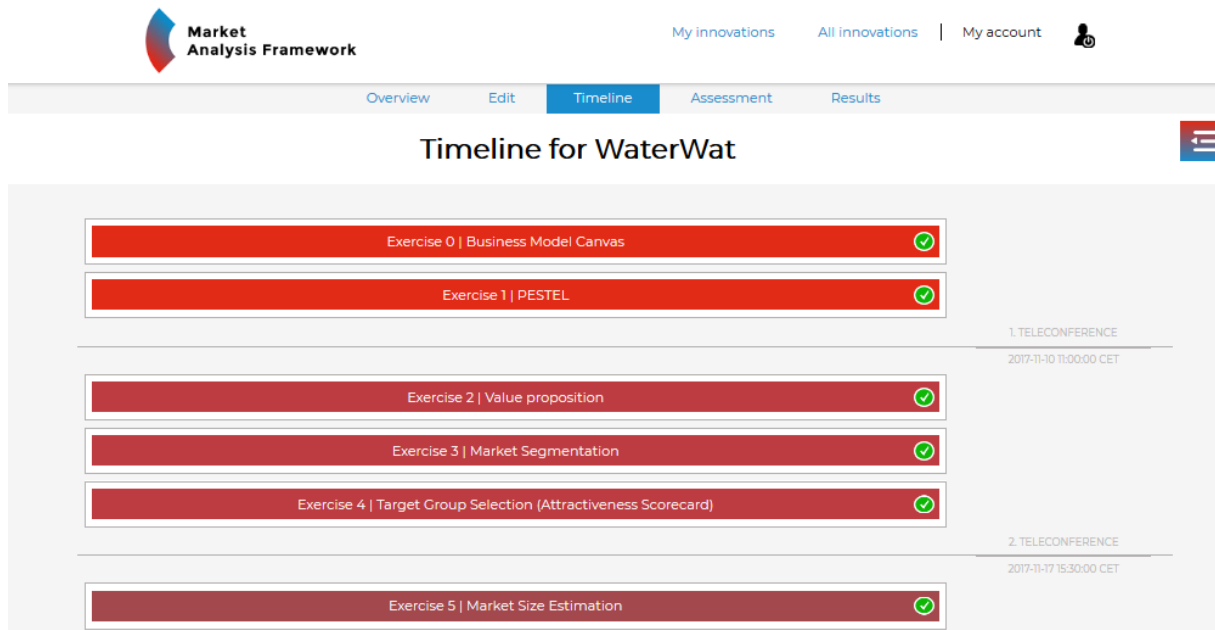 Market
Analysis Framework
My innovations
All innovations
My account
Overview
Edit
Timeline
Assessment
Results
Timeline for WaterWat
Exercise 0 | Business Model Canvas
Exercise 1 | PESTEL
1. TELECONFERENCE
2017-11-10 11:00:00 CET
Exercise 2 | Value proposition
Exercise 3 | Market Segmentation
Exercise 4 | Target Group Selection (Attractiveness Scorecard)
2. TELECONFERENCE
2017-11-17 15:30:00 CET
Exercise 5 | Market Size Estimation